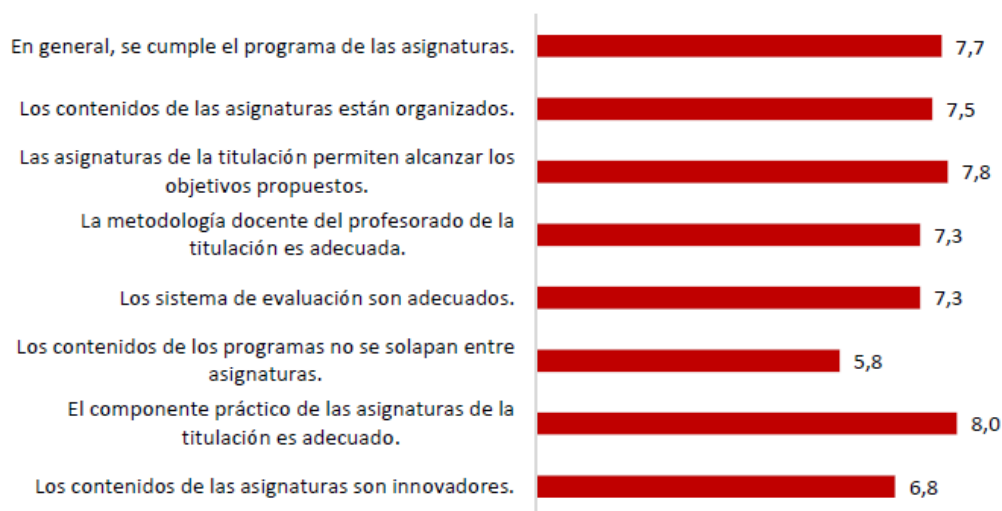 En general, se cumple el programa de las asignaturas. 7,7
Los contenidos de las asignaturas están organizados. 7,5
Las asignaturas de la titulación permiten alcanzar los
objetivos propuestos. 7,8
La metodología docente del profesorado de la
titulación es adecuada. 7,3
Los sistema de evaluación son adecuados. 7,3
Los contenidos de los programas no se solapan entre
asignaturas. 5,8
El componente práctico de las asignaturas de la
titulación es adecuado. 8,0
Los contenidos de las asignaturas son innovadores. 6,8